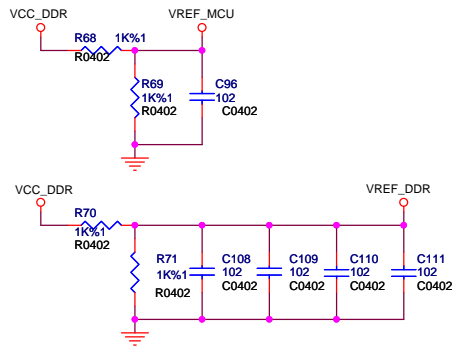 VCC_DDR VREF_MCU
R68 1K%1
R0402
R69 C96
1K%1 102
R0402 C0402
VCC_DDR VREF_DDR
R70
1K%1
R0402
R71 C108 C109 C110 C111
1K%1 102 102 102 102
R0402 C0402 C0402 C0402 C0402